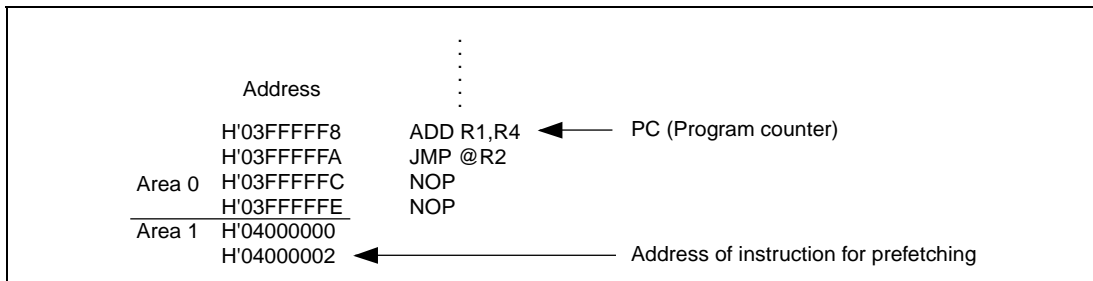 Address
H'03FFFFF8 ADD R1,R4 PC (Program counter)
H'03FFFFFA JMP @R2
Area 0 H'03FFFFFC NOP
H'03FFFFFE NOP
Area 1 H'04000000
H'04000002 Address of instruction for prefetching